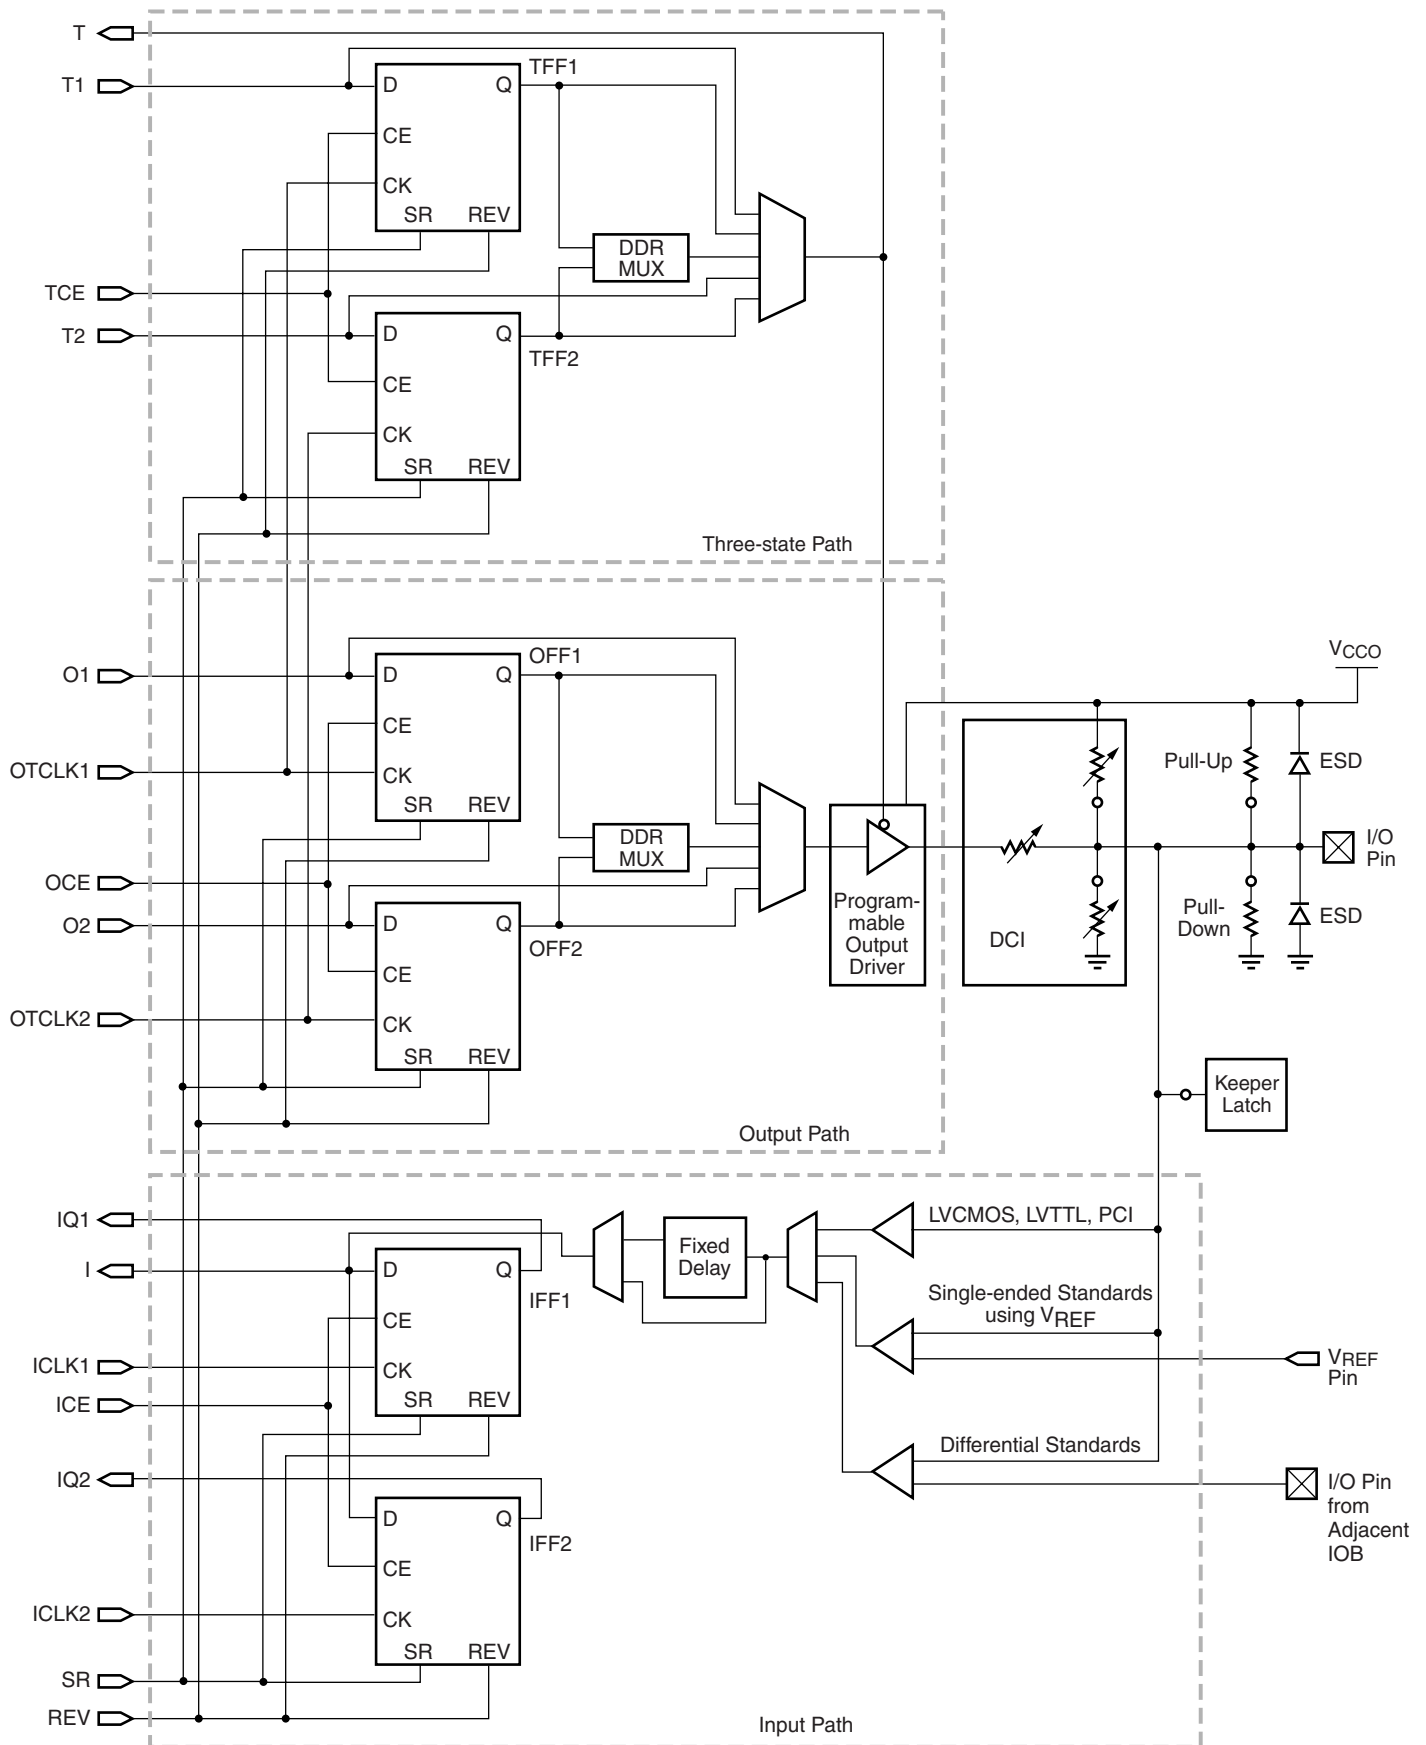 T
T1
D
Q
TFF1
CE
CK
SR
REV
DDR
MUX
TCE
T2
D
Q
TFF2
CE
CK
SR
REV
Three-state Path
VCCO
O1
D
Q
OFF1
CE
OTCLK1
CK
SR
REV
DDR
MUX
OCE
O2
D
Q
OFF2
CE
OTCLK2
CK
SR
REV
Program-
mable
Output
Driver
DCI
Pull-Up
ESD
I/O
Pin
Pull-
Down
ESD
Keeper
Latch
Output Path
IQ1
I
D
Q
IFF1
CE
ICLK1
CK
ICE
SR
REV
Fixed
Delay
LVCMOS, LVTTL, PCI
Single-ended Standards
using VREF
VREF
Pin
Differential Standards
I/O Pin
from
Adjacent
IOB
IQ2
D
Q
IFF2
CE
ICLK2
CK
SR
REV
SR
REV
Input Path